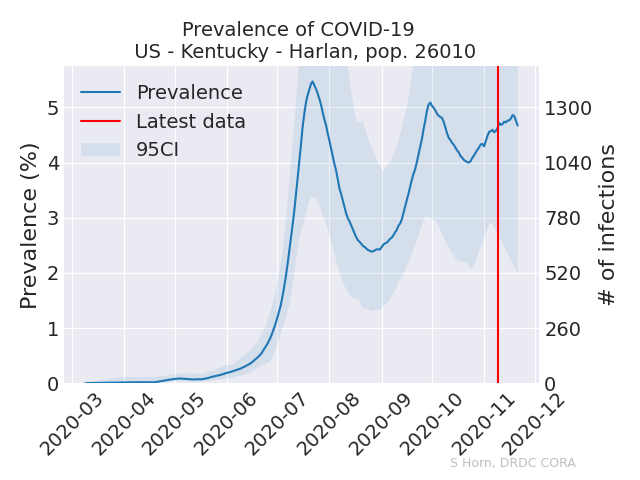 Prevalence of COVID-19
US - Kentucky - Harlan, pop. 26010
Prevalence
Latest data
95CI
Prevalence (%)
5
4
3
2
1
0
1300
1040
780
520
260
0
# of infections
2020-03
2020-04
2020-05
2020-06
2020-07
2020-08
2020-09
2020-10
2020-11
2020-12
S Horn, DRDC CORA